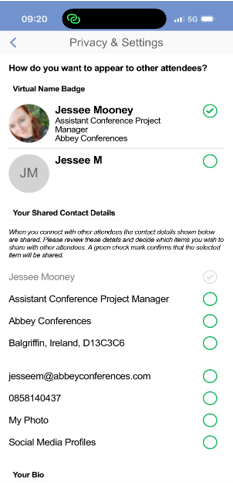 09:20
5G
Privacy & Settings
How do you want to appear to other attendees?
Virtual Name Badge
Jessee Mooney
Assistant Conference Project
Manager
Abbey Conferences
JM
Jessee M
Your Shared Contact Details
When you connect with other attendees the contact details shown below
are shared. Please review these details and decide which items you wish to
share with other attendees. A green check mark confirms that the selected
item will be shared.
Jessee Mooney
Assistant Conference Project Manager
Abbey Conferences
Balgriffin, Ireland, D13C3C6
jesseem@abbeyconferences.com
0858140437
My Photo
Social Media Profiles
Your Bio